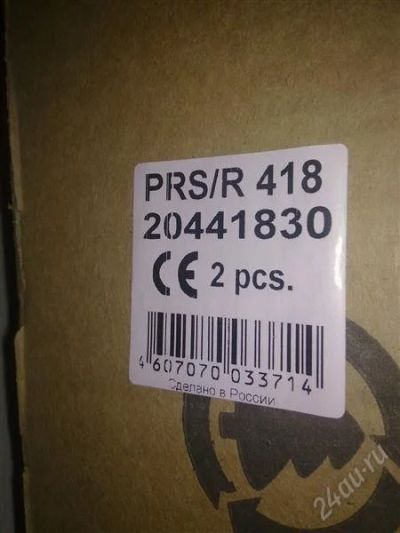 PRS/R 418
20441830
CE 2 pcs.
4 607070 033714
Сделано в России
24au.ru